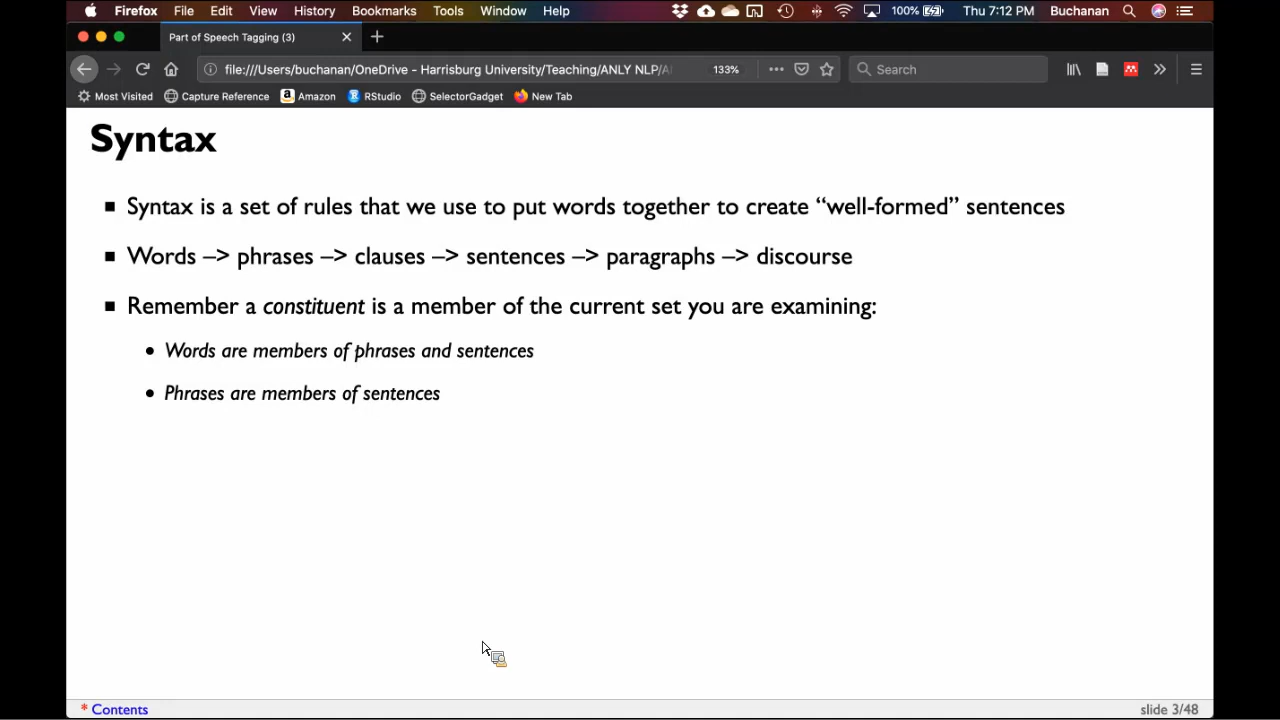 Firefox File Edit View History Bookmarks Tools Window Help 100% Thu 7:12 PM Buchanan
Part of Speech Tagging (3)
file:///Users/buchanan/OneDrive - Harrisburg University/Teaching/ANLY NLP/A 133% Search
Most Visited Capture Reference Amazon RStudio SelectorGadget New Tab
Syntax
■ Syntax is a set of rules that we use to put words together to create “well-formed” sentences
■ Words –> phrases –> clauses –> sentences –> paragraphs –> discourse
■ Remember a constituent is a member of the current set you are examining:
• Words are members of phrases and sentences
• Phrases are members of sentences
* Contents slide 3/48